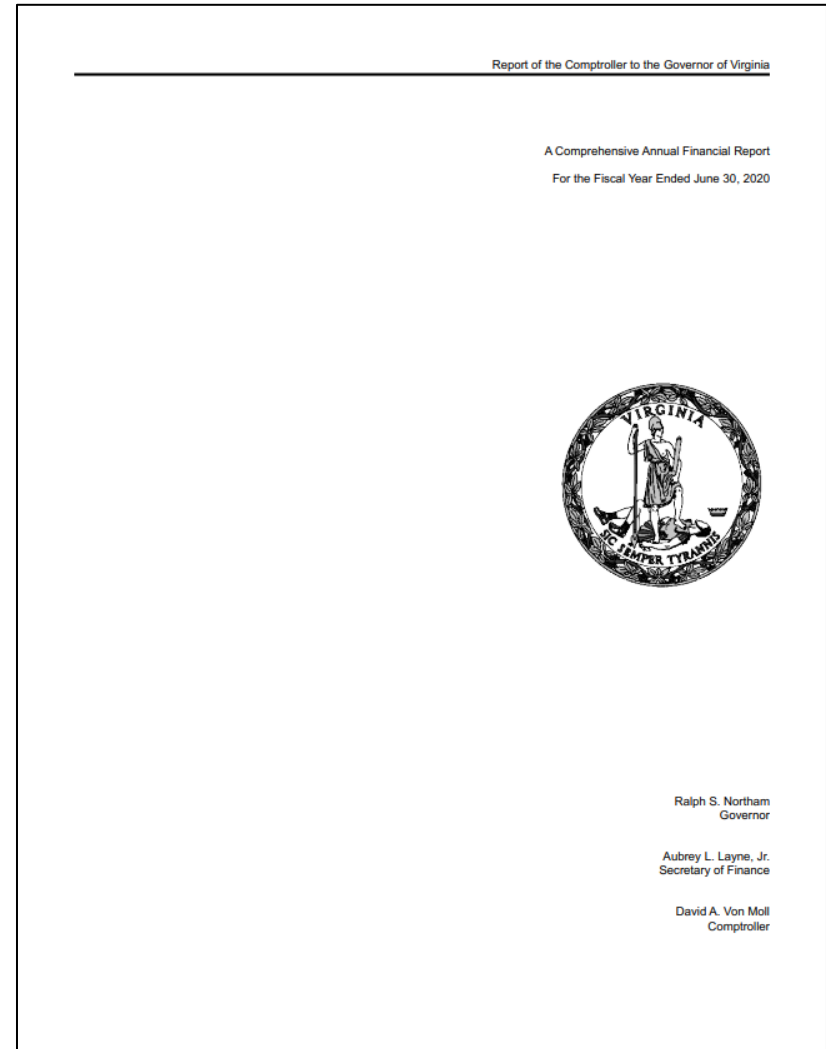 Report of the Comptroller to the Governor of Virginia
A Comprehensive Annual Financial Report
For the Fiscal Year Ended June 30, 2020
VIRGINIA
SIC SEMPER TYRANNIS
Ralph S. Northam
Governor
Aubrey L. Layne, Jr.
Secretary of Finance
David A. Von Moll
Comptroller